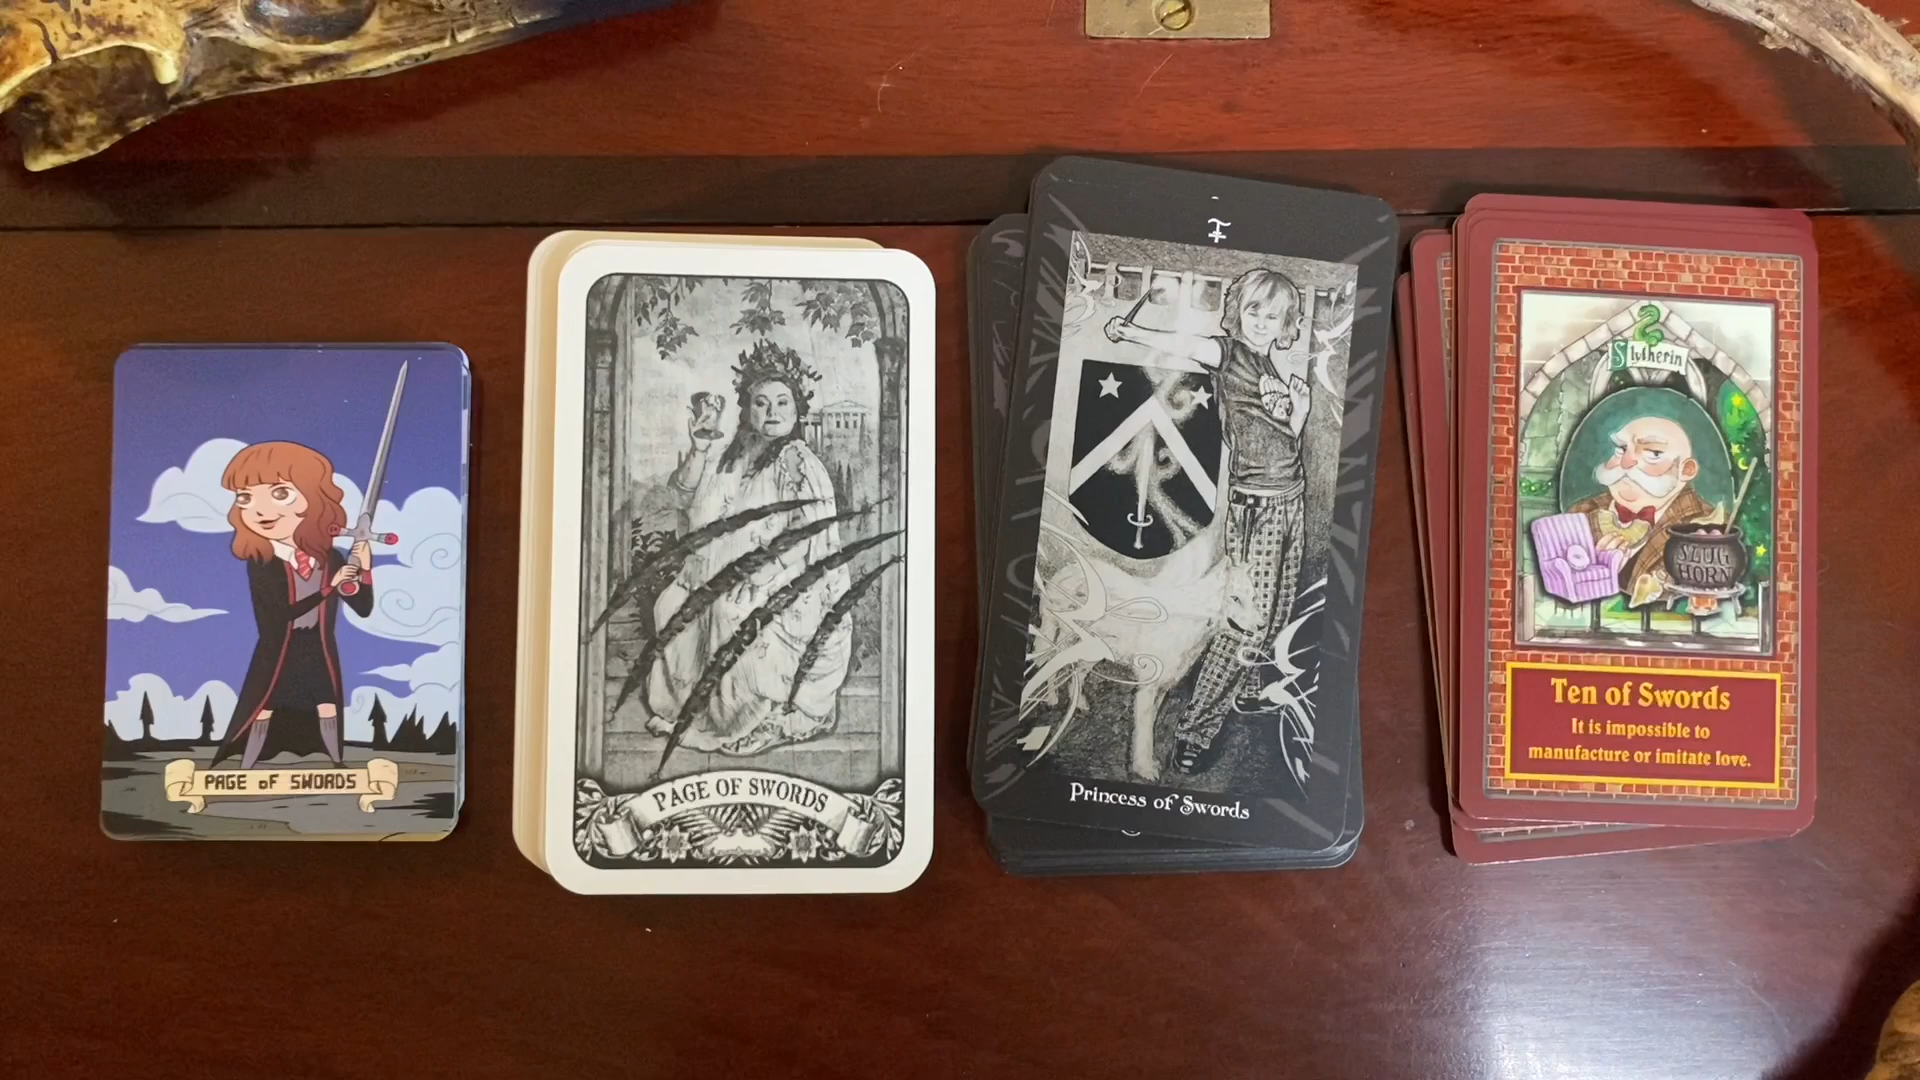 PAGE OF SWORDS
PAGE OF SWORDS
Princess of Swords
Slytherin
SLUG
HORN
Ten of Swords
It is impossible to
manufacture or imitate love.